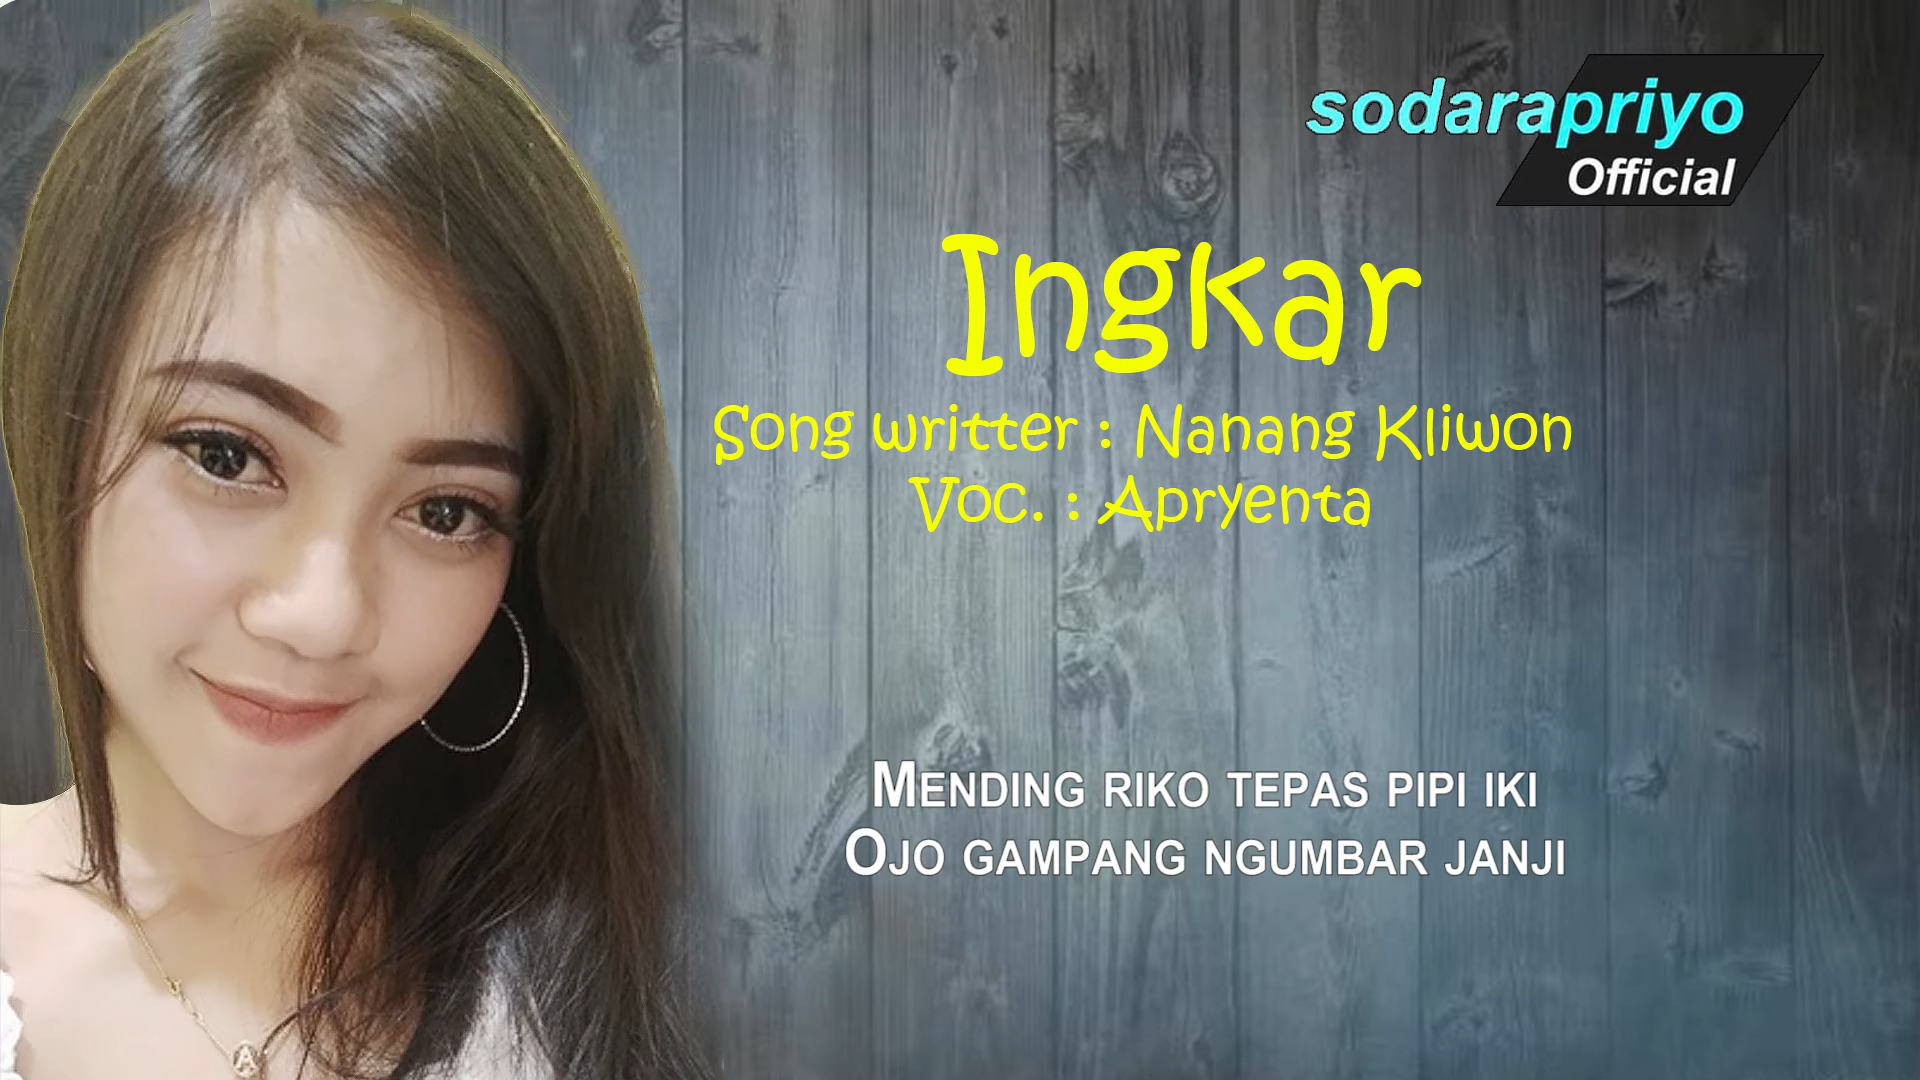 sodarapriyo
Official
Ingkar
Song writter : Nanang Kliwon
Voc. : Apryenta
MENDING RIKO TEPAS PIPI IKI
OJO GAMPANG NGUMBAR JANJI
A